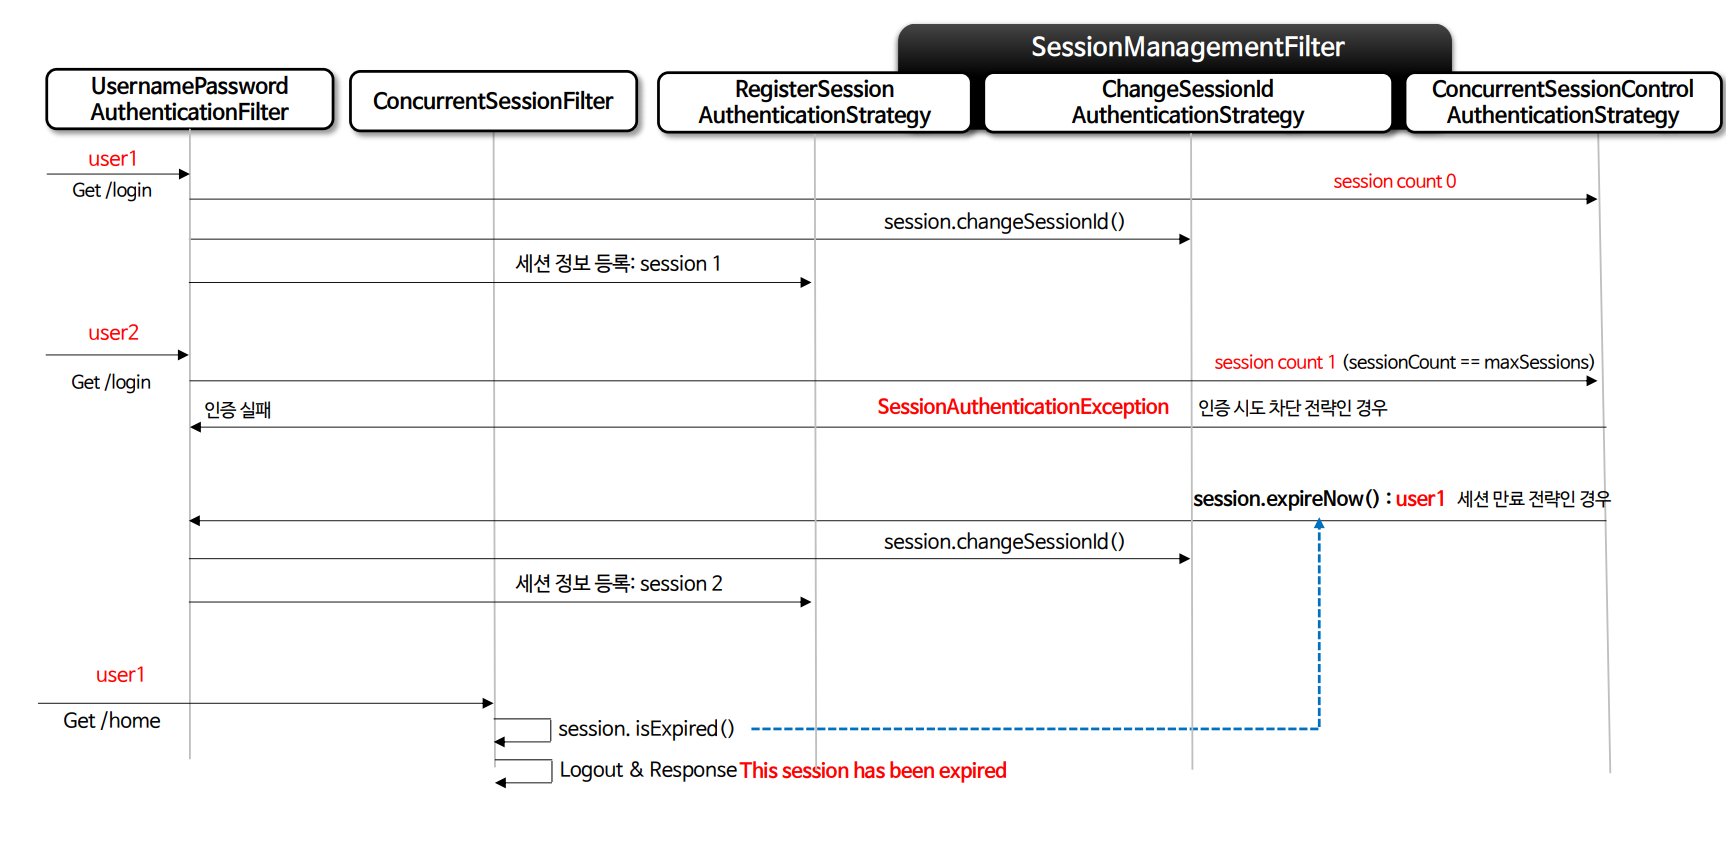 SessionManagementFilter
UsernamePassword
AuthenticationFilter
ConcurrentSessionFilter
RegisterSession
AuthenticationStrategy
ChangeSessionId
AuthenticationStrategy
ConcurrentSessionControl
AuthenticationStrategy
user1
Get /login
session count 0
session.changeSessionId()
세션 정보 등록: session 1
user2
Get /login
session count 1 (sessionCount == maxSessions)
인증 실패
SessionAuthenticationException 인증 시도 차단 전략인 경우
session.expireNow() : user1 세션 만료 전략인 경우
session.changeSessionId()
세션 정보 등록: session 2
user1
Get /home
session. isExpired()
Logout & Response This session has been expired